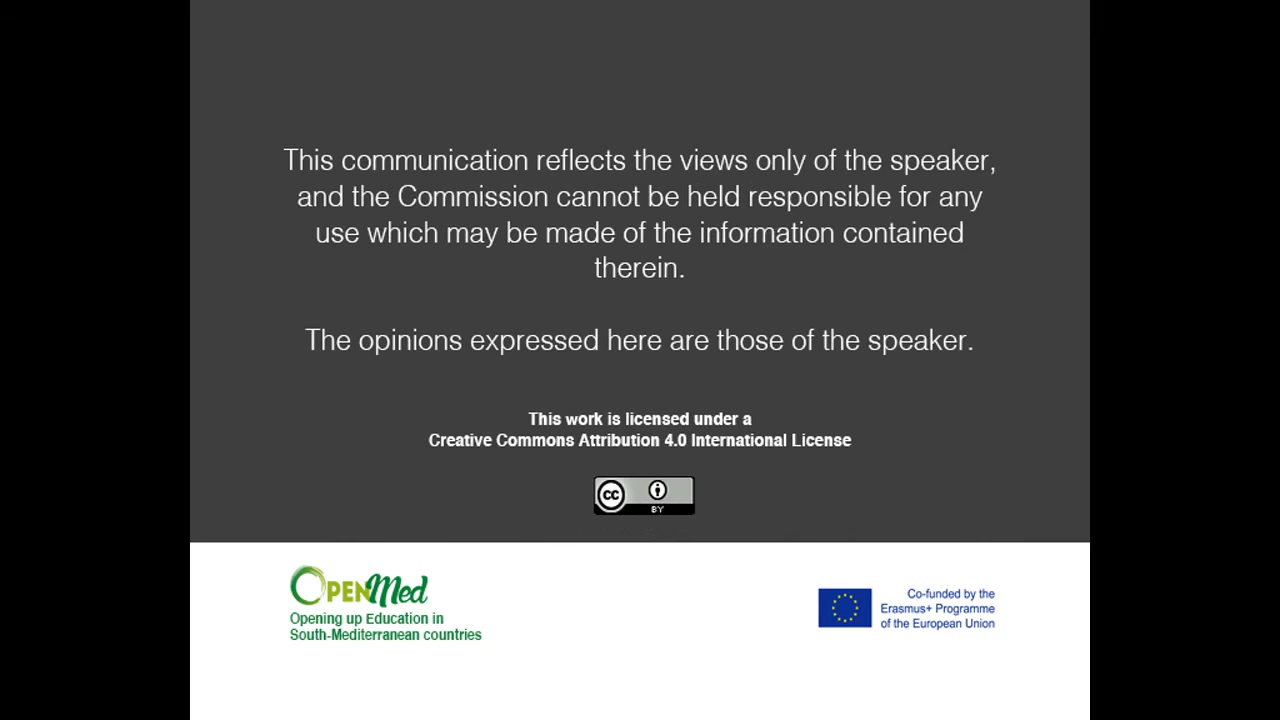 This communication reflects the views only of the speaker,
and the Commission cannot be held responsible for any
use which may be made of the information contained
therein.
The opinions expressed here are those of the speaker.
This work is licensed under a
Creative Commons Attribution 4.0 International License
cc
BY
OPENMed
Opening up Education in
South-Mediterranean countries
Co-funded by the
Erasmus+ Programme
of the European Union